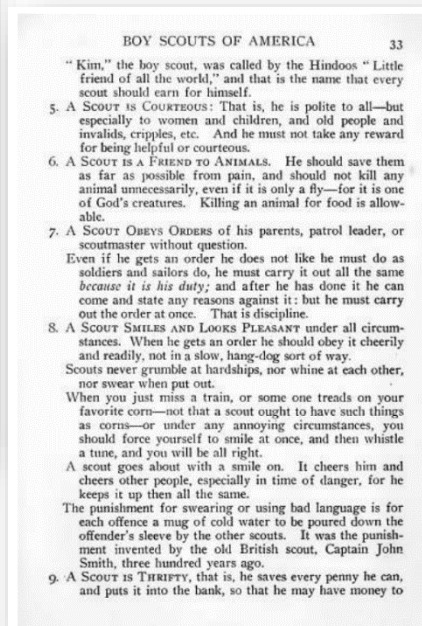 BOY SCOUTS OF AMERICA 33
"Kim," the boy scout, was called by the Hindoos "Little
friend of all the world," and that is the name that every
scout should earn for himself.
5. A SCOUT IS COURTEOUS: That is, he is polite to all—but
especially to women and children, and old people and
invalids, cripples, etc. And he must not take any reward
for being helpful or courteous.
6. A SCOUT IS A FRIEND TO ANIMALS. He should save them
as far as possible from pain, and should not kill any
animal unnecessarily, even if it is only a fly—for it is one
of God's creatures. Killing an animal for food is allow-
able.
7. A SCOUT OBEYS ORDERS of his parents, patrol leader, or
scoutmaster without question.
Even if he gets an order he does not like he must do as
soldiers and sailors do, he must carry it out all the same
because it is his duty; and after he has done it he can
come and state any reasons against it: but he must carry
out the order at once. That is discipline.
8. A SCOUT SMILES AND LOOKS PLEASANT under all circum-
stances. When he gets an order he should obey it cheerily
and readily, not in a slow, hang-dog sort of way.
Scouts never grumble at hardships, nor whine at each other,
nor swear when put out.
When you just miss a train, or some one treads on your
favorite corn—not that a scout ought to have such things
as corns—or under any annoying circumstances, you
should force yourself to smile at once, and then whistle
a tune, and you will be all right.
A scout goes about with a smile on. It cheers him and
cheers other people, especially in time of danger, for he
keeps it up then all the same.
The punishment for swearing or using bad language is for
each offence a mug of cold water to be poured down the
offender's sleeve by the other scouts. It was the punish-
ment invented by the old British scout, Captain John
Smith, three hundred years ago.
9. A SCOUT IS THRIFTY, that is, he saves every penny he can,
and puts it into the bank, so that he may have money to